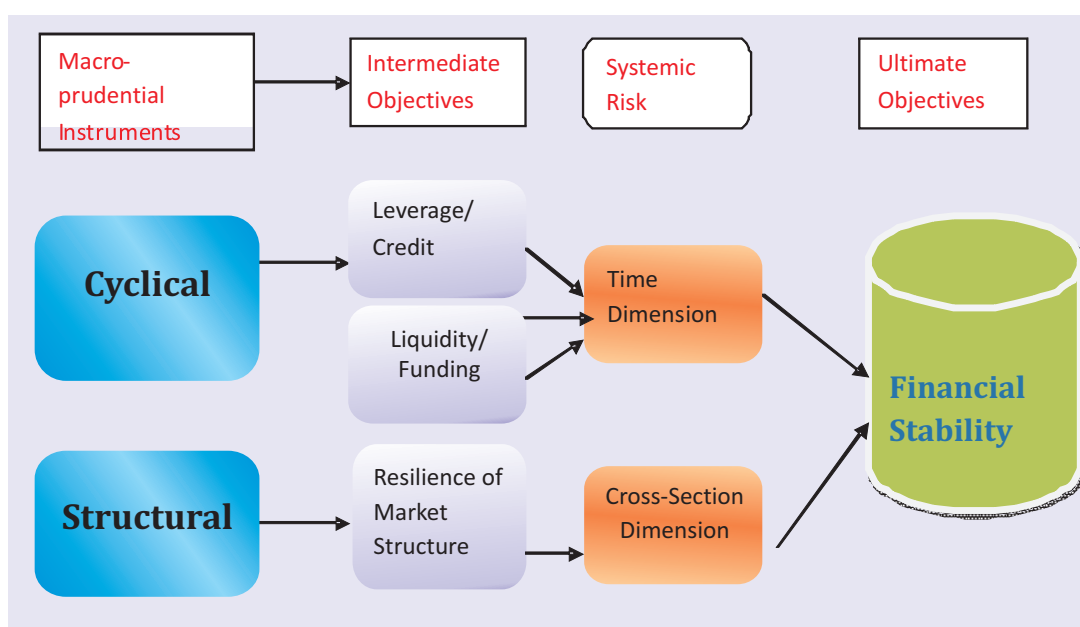 Macro-
prudential
Instruments
Intermediate
Objectives
Systemic
Risk
Ultimate
Objectives
Cyclical
Leverage/
Credit
Liquidity/
Funding
Time
Dimension
Financial
Stability
Structural
Resilience of
Market
Structure
Cross-Section
Dimension